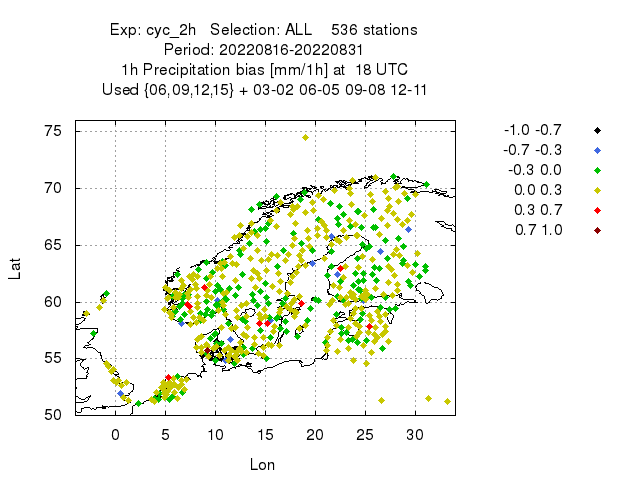 Exp: cyc_2h   Selection: ALL    536 stations
Period: 20220816-20220831
1h Precipitation bias [mm/1h] at  18 UTC
Used {06,09,12,15} + 03-02 06-05 09-08 12-11
75
70
65
60
55
50
Lat
0 5 10 15 20 25 30
Lon
-1.0 -0.7
-0.7 -0.3
-0.3 0.0
0.0 0.3
0.3 0.7
0.7 1.0